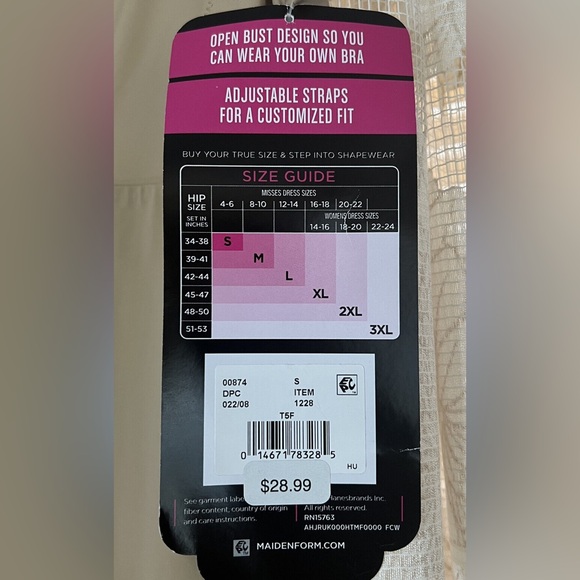 OPEN BUST DESIGN SO YOU
CAN WEAR YOUR OWN BRA
ADJUSTABLE STRAPS
FOR A CUSTOMIZED FIT
BUY YOUR TRUE SIZE & STEP INTO SHAPEWEAR
SIZE GUIDE
HIP SIZE SET IN INCHES
MISSES DRESS SIZES
4-6 8-10 12-14 16-18 20-22
WOMENS DRESS SIZES
14-16 18-20 22-24
34-38 S
39-41 M
42-44 L
45-47 XL
48-50 2XL
51-53 3XL
00874 S
DPC ITEM
022/08 1228
T5F
0 14671 78328 5
HU
$28.99
See garment
fiber content, country of origin
and care instructions.
Inc.
All rights reserved.
RN15763
AHJRUK000HTMF0000 FCW
MAIDENFORM.COM